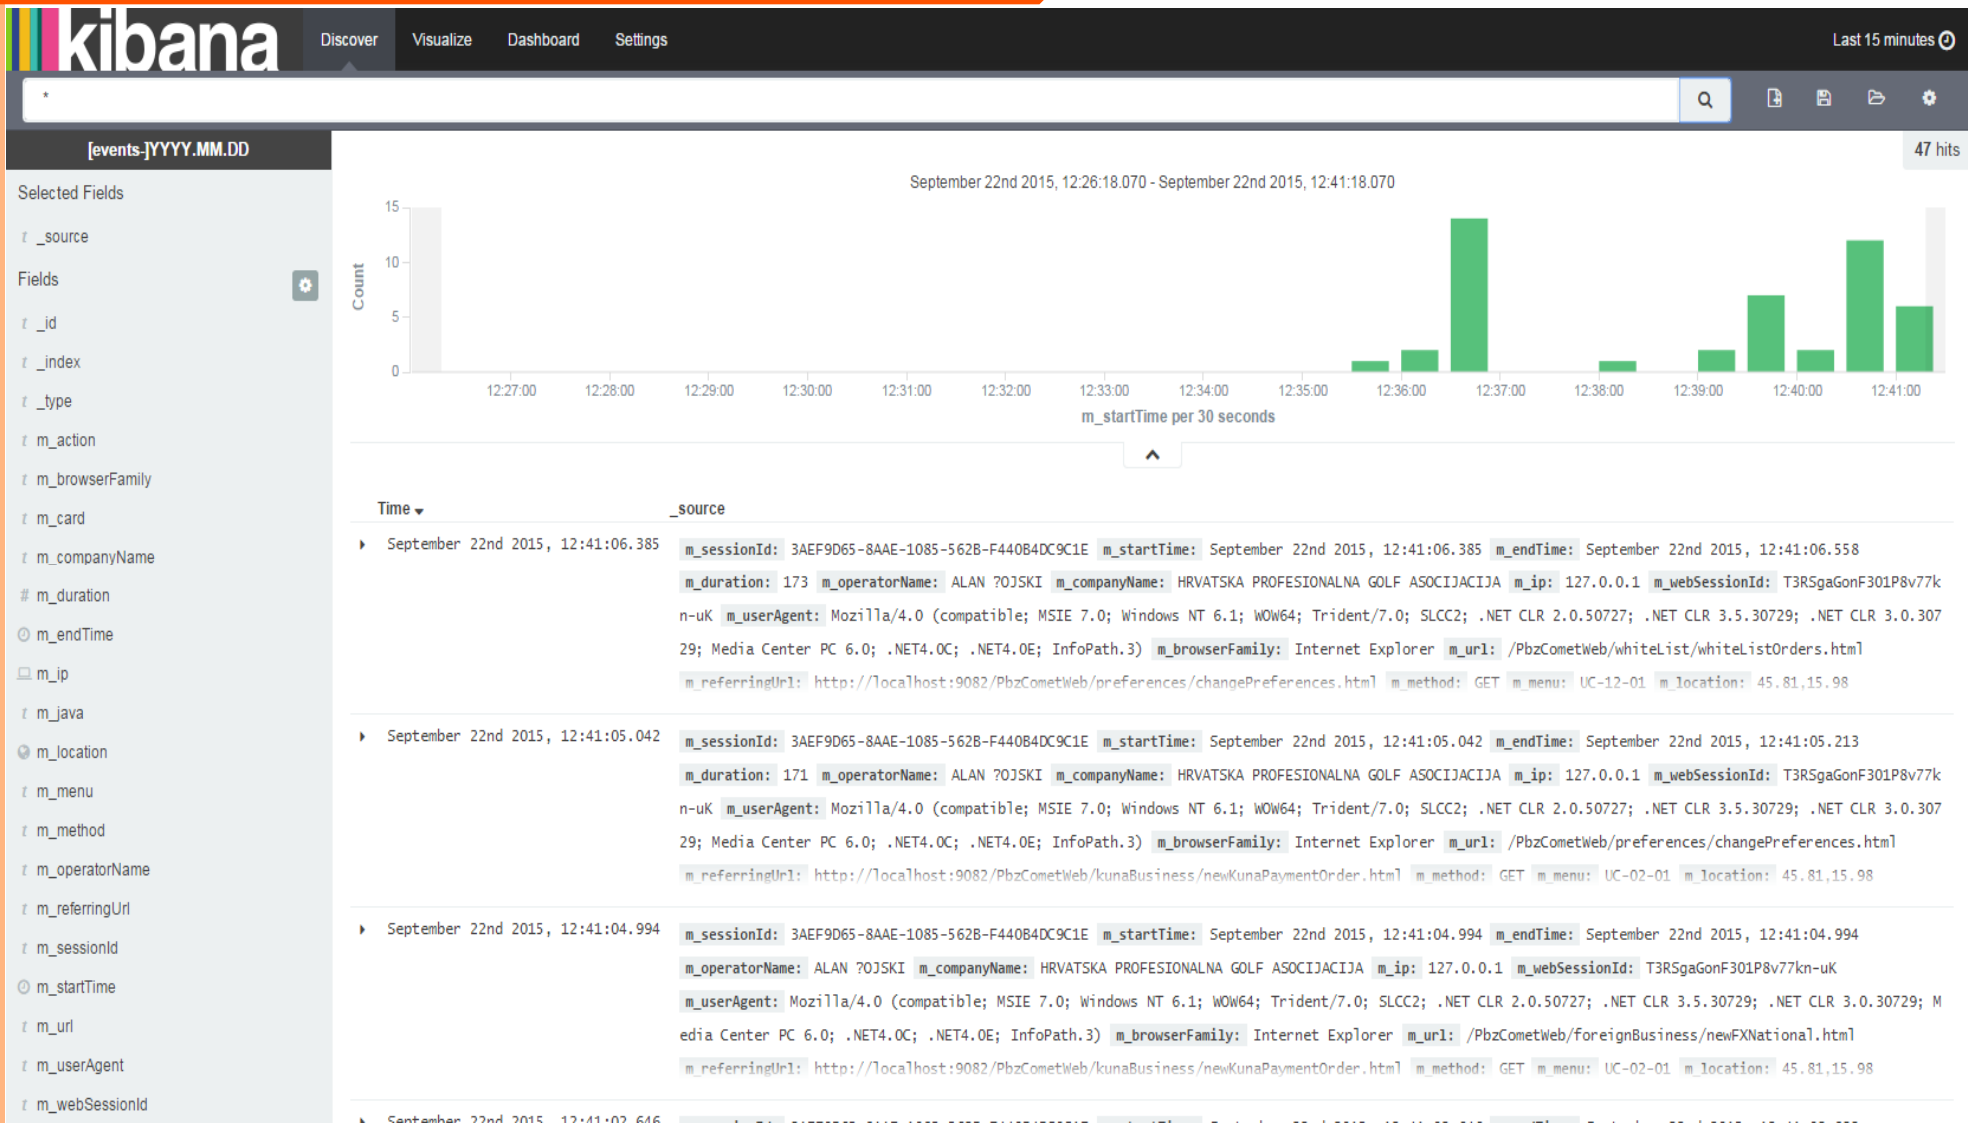 kibana
Discover Visualize Dashboard Settings
Last 15 minutes
*
[events-]YYYY.MM.DD
47 hits
Selected Fields
t _source
Fields
t _id
t _index
t _type
t m_action
t m_browserFamily
t m_card
t m_companyName
# m_duration
m_endTime
m_ip
t m_java
m_location
t m_menu
t m_method
t m_operatorName
t m_referringUrl
t m_sessionId
m_startTime
t m_url
t m_userAgent
t m_webSessionId
September 22nd 2015, 12:26:18.070 - September 22nd 2015, 12:41:18.070
Count
15
10
5
0
12:27:00 12:28:00 12:29:00 12:30:00 12:31:00 12:32:00 12:33:00 12:34:00 12:35:00 12:36:00 12:37:00 12:38:00 12:39:00 12:40:00 12:41:00
m_startTime per 30 seconds
Time _source
September 22nd 2015, 12:41:06.385 m_sessionId: 3AEF9D65-8AAE-1085-562B-F440B4DC9C1E m_startTime: September 22nd 2015, 12:41:06.385 m_endTime: September 22nd 2015, 12:41:06.558
m_duration: 173 m_operatorName: ALAN ?OJSKI m_companyName: HRVATSKA PROFESIONALNA GOLF ASOCIJACIJA m_ip: 127.0.0.1 m_webSessionId: T3RSgaGonF3O1P8v77k
n-uK m_userAgent: Mozilla/4.0 (compatible; MSIE 7.0; Windows NT 6.1; WOW64; Trident/7.0; SLCC2; .NET CLR 2.0.50727; .NET CLR 3.5.30729; .NET CLR 3.0.307
29; Media Center PC 6.0; .NET4.0C; .NET4.0E; InfoPath.3) m_browserFamily: Internet Explorer m_url: /PbzCometWeb/whiteList/whiteListOrders.html
m_referringUrl: http://localhost:9082/PbzCometWeb/preferences/changePreferences.html m_method: GET m_menu: UC-12-01 m_location: 45.81,15.98
September 22nd 2015, 12:41:05.042 m_sessionId: 3AEF9D65-8AAE-1085-562B-F440B4DC9C1E m_startTime: September 22nd 2015, 12:41:05.042 m_endTime: September 22nd 2015, 12:41:05.213
m_duration: 171 m_operatorName: ALAN ?OJSKI m_companyName: HRVATSKA PROFESIONALNA GOLF ASOCIJACIJA m_ip: 127.0.0.1 m_webSessionId: T3RSgaGonF3O1P8v77k
n-uK m_userAgent: Mozilla/4.0 (compatible; MSIE 7.0; Windows NT 6.1; WOW64; Trident/7.0; SLCC2; .NET CLR 2.0.50727; .NET CLR 3.5.30729; .NET CLR 3.0.307
29; Media Center PC 6.0; .NET4.0C; .NET4.0E; InfoPath.3) m_browserFamily: Internet Explorer m_url: /PbzCometWeb/preferences/changePreferences.html
m_referringUrl: http://localhost:9082/PbzCometWeb/kunaBusiness/newKunaPaymentOrder.html m_method: GET m_menu: UC-02-01 m_location: 45.81,15.98
September 22nd 2015, 12:41:04.994 m_sessionId: 3AEF9D65-8AAE-1085-562B-F440B4DC9C1E m_startTime: September 22nd 2015, 12:41:04.994 m_endTime: September 22nd 2015, 12:41:04.994
m_operatorName: ALAN ?OJSKI m_companyName: HRVATSKA PROFESIONALNA GOLF ASOCIJACIJA m_ip: 127.0.0.1 m_webSessionId: T3RSgaGonF3O1P8v77kn-uK
m_userAgent: Mozilla/4.0 (compatible; MSIE 7.0; Windows NT 6.1; WOW64; Trident/7.0; SLCC2; .NET CLR 2.0.50727; .NET CLR 3.5.30729; .NET CLR 3.0.30729; M
edia Center PC 6.0; .NET4.0C; .NET4.0E; InfoPath.3) m_browserFamily: Internet Explorer m_url: /PbzCometWeb/foreignBusiness/newFXNational.html
m_referringUrl: http://localhost:9082/PbzCometWeb/kunaBusiness/newKunaPaymentOrder.html m_method: GET m_menu: UC-02-01 m_location: 45.81,15.98
September 22nd 2015, 12:41:02.646